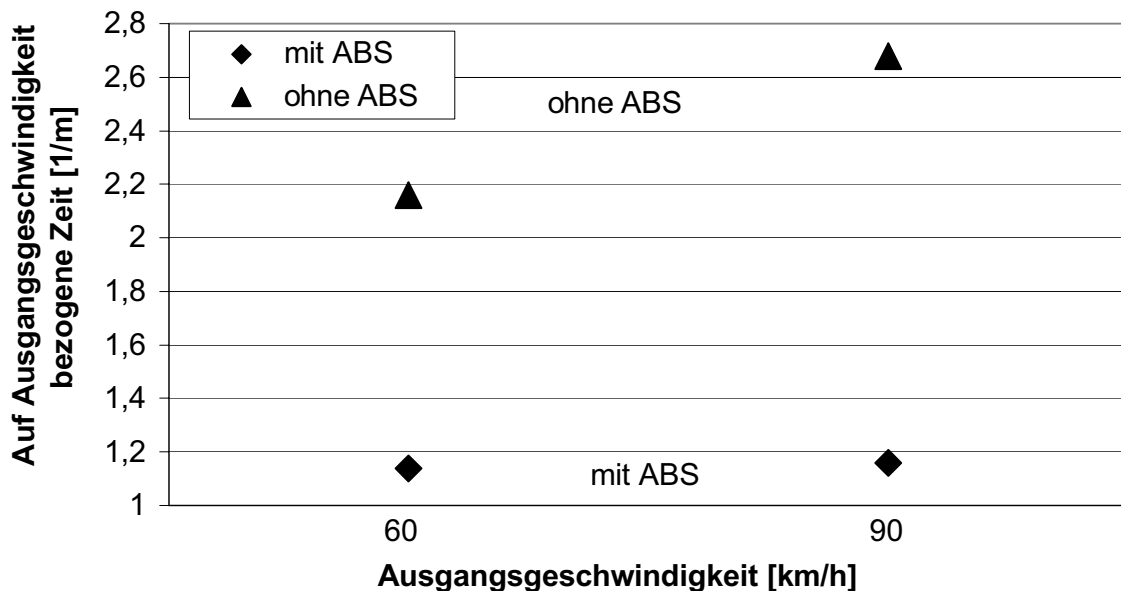 Auf Ausgangsgeschwindigkeit
bezogene Zeit [1/m]
2,8
2,6
2,4
2,2
2
1,8
1,6
1,4
1,2
1
mit ABS
ohne ABS
ohne ABS
mit ABS
60
90
Ausgangsgeschwindigkeit [km/h]